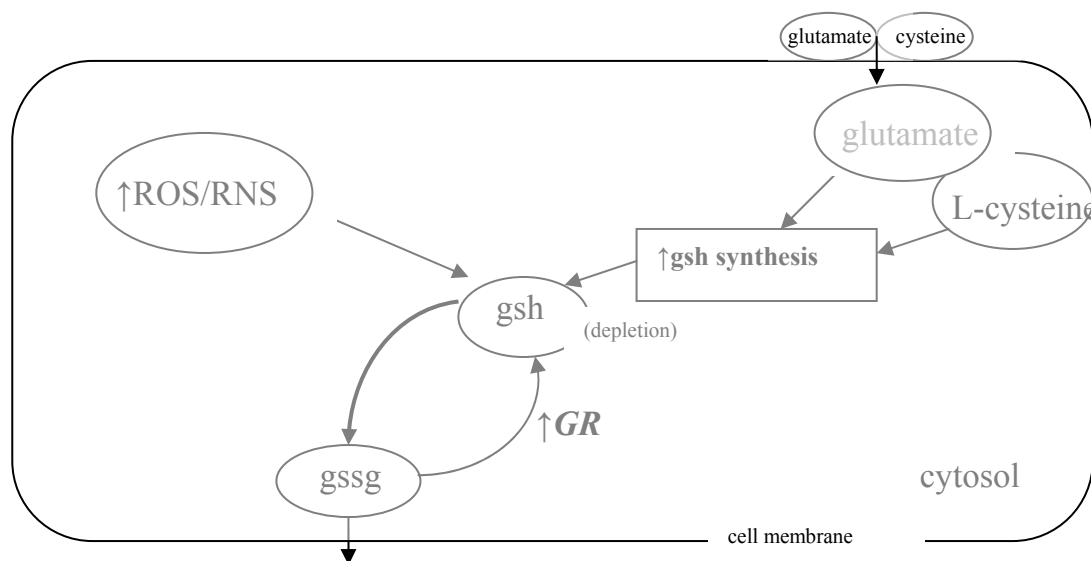 glutamate cysteine
glutamate
↑ROS/RNS
L-cysteine
↑gsh synthesis
gsh
(depletion)
↑GR
gssg
cytosol
cell membrane